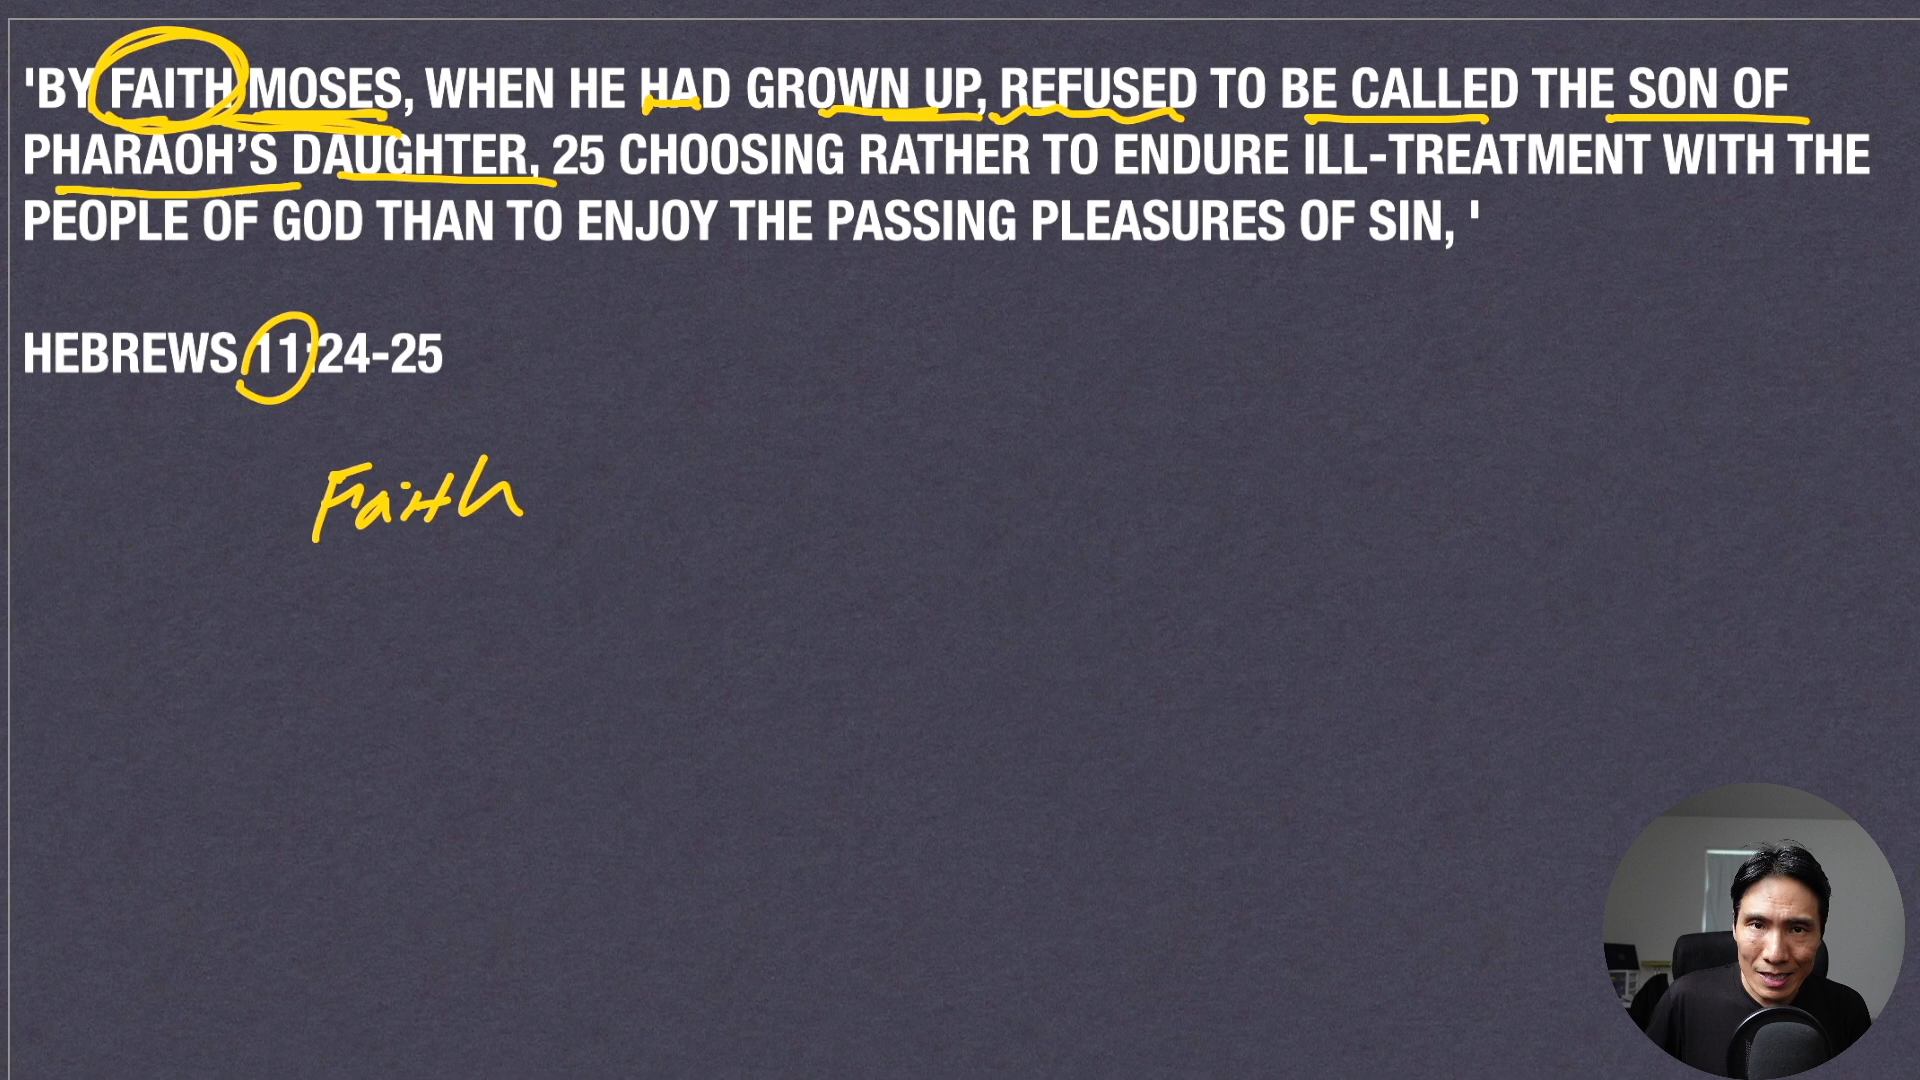 'BY FAITH MOSES, WHEN HE HAD GROWN UP, REFUSED TO BE CALLED THE SON OF
PHARAOH’S DAUGHTER, 25 CHOOSING RATHER TO ENDURE ILL-TREATMENT WITH THE
PEOPLE OF GOD THAN TO ENJOY THE PASSING PLEASURES OF SIN, '
HEBREWS 11:24-25
Faith